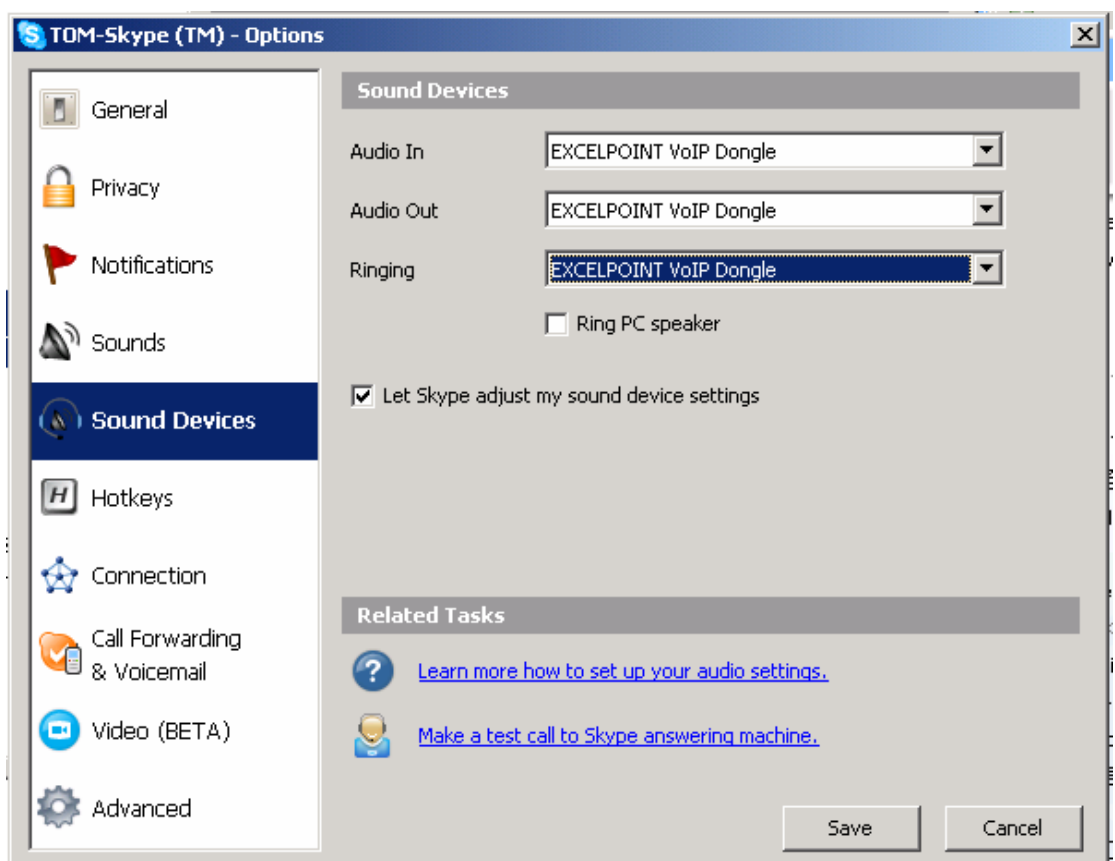 TOM-Skype (TM) - Options
General
Privacy
Notifications
Sounds
Sound Devices
Hotkeys
Connection
Call Forwarding
& Voicemail
Video (BETA)
Advanced
Sound Devices
Audio In
EXCELPOINT VoIP Dongle
Audio Out
EXCELPOINT VoIP Dongle
Ringing
EXCELPOINT VoIP Dongle
Ring PC speaker
Let Skype adjust my sound device settings
Related Tasks
Learn more how to set up your audio settings.
Make a test call to Skype answering machine.
Save
Cancel